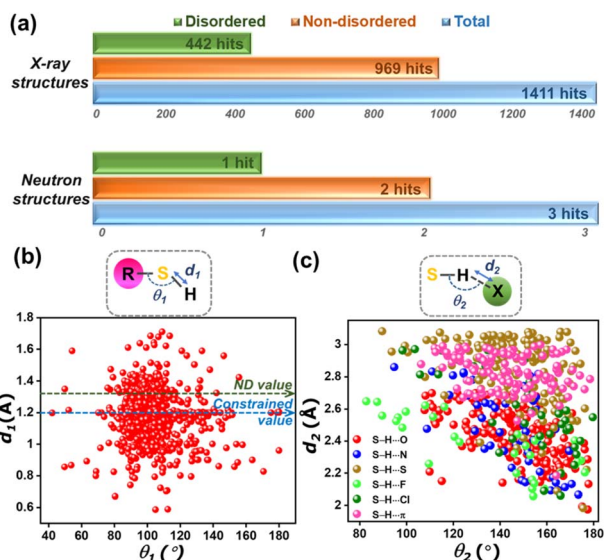 (a)
Disordered Non-disordered Total
X-ray structures
442 hits
969 hits
1411 hits
0 200 400 600 800 1000 1200 1400
Neutron structures
1 hit
2 hits
3 hits
0 1 2 3
(b)
R S H d₁ θ₁
1.8
1.6
1.4
1.2
1.0
0.8
0.6
0.4
d₁(Å)
ND value
Constrained value
40 60 80 100 120 140 160 180
θ₁(°)
(c)
S H X d₂ θ₂
3.0
2.8
2.6
2.4
2.2
2.0
d₂(Å)
S–H···O
S–H···N
S–H···S
S–H···F
S–H···Cl
S–H···π
80 100 120 140 160 180
θ₂(°)